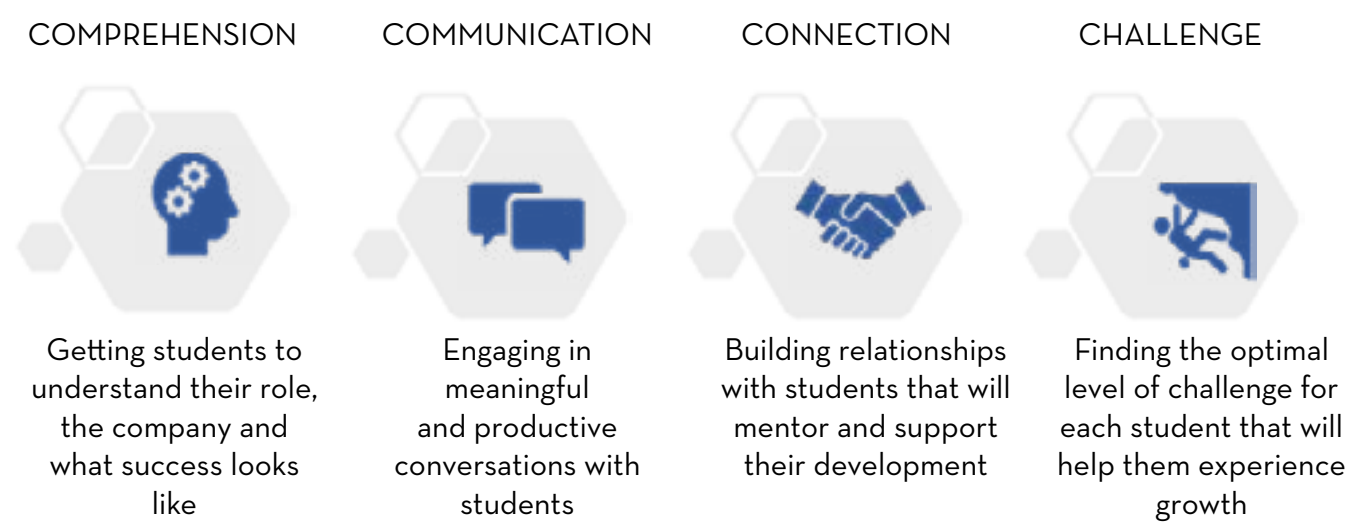 COMPREHENSION
Getting students to
understand their role,
the company and
what success looks
like
COMMUNICATION
Engaging in
meaningful
and productive
conversations with
students
CONNECTION
Building relationships
with students that will
mentor and support
their development
CHALLENGE
Finding the optimal
level of challenge for
each student that will
help them experience
growth